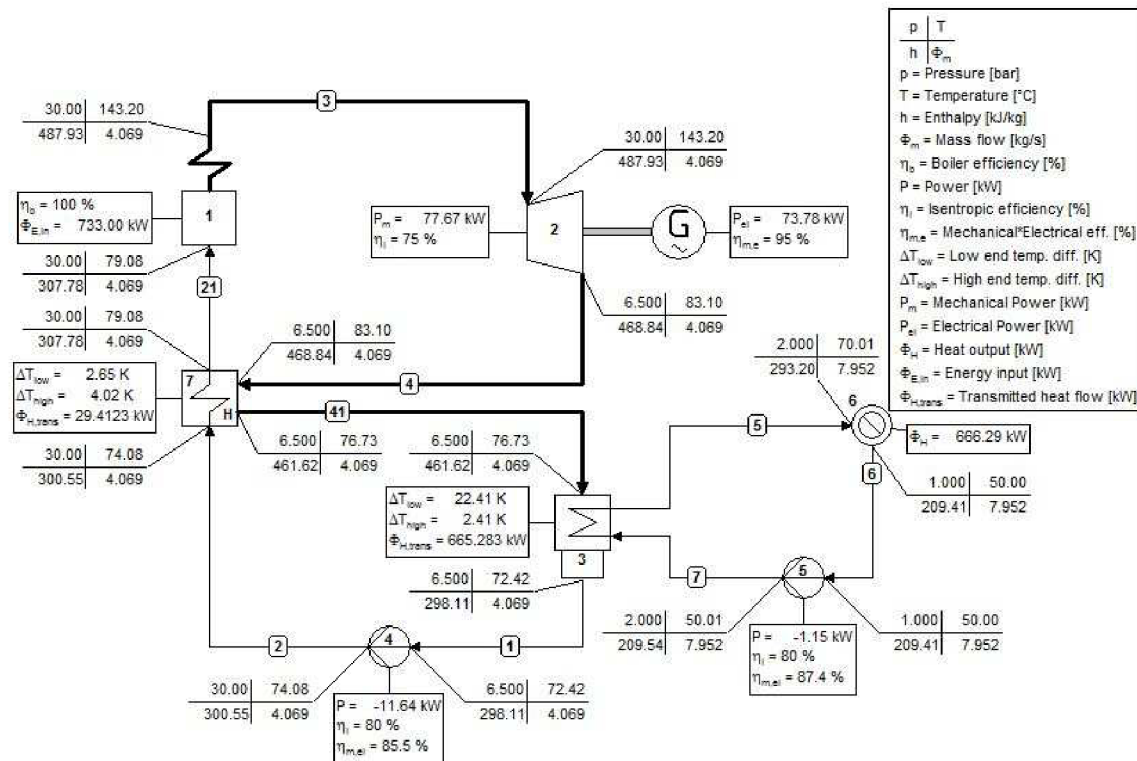 p | T
h | Φm
p = Pressure [bar]
T = Temperature [°C]
h = Enthalpy [kJ/kg]
Φm = Mass flow [kg/s]
ηb = Boiler efficiency [%]
P = Power [kW]
ηi = Isentropic efficiency [%]
ηm,e = Mechanical*Electrical eff. [%]
ΔTlow = Low end temp. diff. [K]
ΔThigh = High end temp. diff. [K]
Pm = Mechanical Power [kW]
Pel = Electrical Power [kW]
ΦH = Heat output [kW]
ΦE,in = Energy input [kW]
ΦH,trans = Transmitted heat flow [kW]
3
30.00 | 143.20
487.93 | 4.069
30.00 | 143.20
487.93 | 4.069
ηb = 100 %
ΦE,in = 733.00 kW
1
Pm = 77.67 kW
ηi = 75 %
2
G
~
Pel = 73.78 kW
ηm,e = 95 %
30.00 | 79.08
307.78 | 4.069
21
6.500 | 83.10
468.84 | 4.069
30.00 | 79.08
307.78 | 4.069
6.500 | 83.10
468.84 | 4.069
2.000 | 70.01
293.20 | 7.952
ΔTlow = 2.65 K
ΔThigh = 4.02 K
ΦH,trans = 29.4123 kW
7
H
4
41
5
6
ΦH = 666.29 kW
30.00 | 74.08
300.55 | 4.069
6.500 | 76.73
461.62 | 4.069
6.500 | 76.73
461.62 | 4.069
6
1.000 | 50.00
209.41 | 7.952
ΔTlow = 22.41 K
ΔThigh = 2.41 K
ΦH,trans = 665.283 kW
3
7
5
6.500 | 72.42
298.11 | 4.069
2.000 | 50.01
209.54 | 7.952
1.000 | 50.00
209.41 | 7.952
P = -1.15 kW
ηi = 80 %
ηm,el = 87.4 %
2
4
1
30.00 | 74.08
300.55 | 4.069
6.500 | 72.42
298.11 | 4.069
P = -11.64 kW
ηi = 80 %
ηm,el = 85.5 %